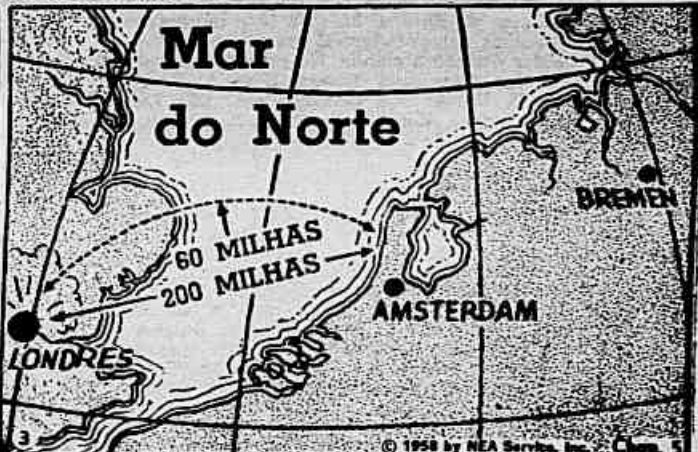 Mar
do Norte
60 MILHAS
200 MILHAS
BREMEN
AMSTERDAM
LONDRES
3
© 1958 by NEA Service, Inc.